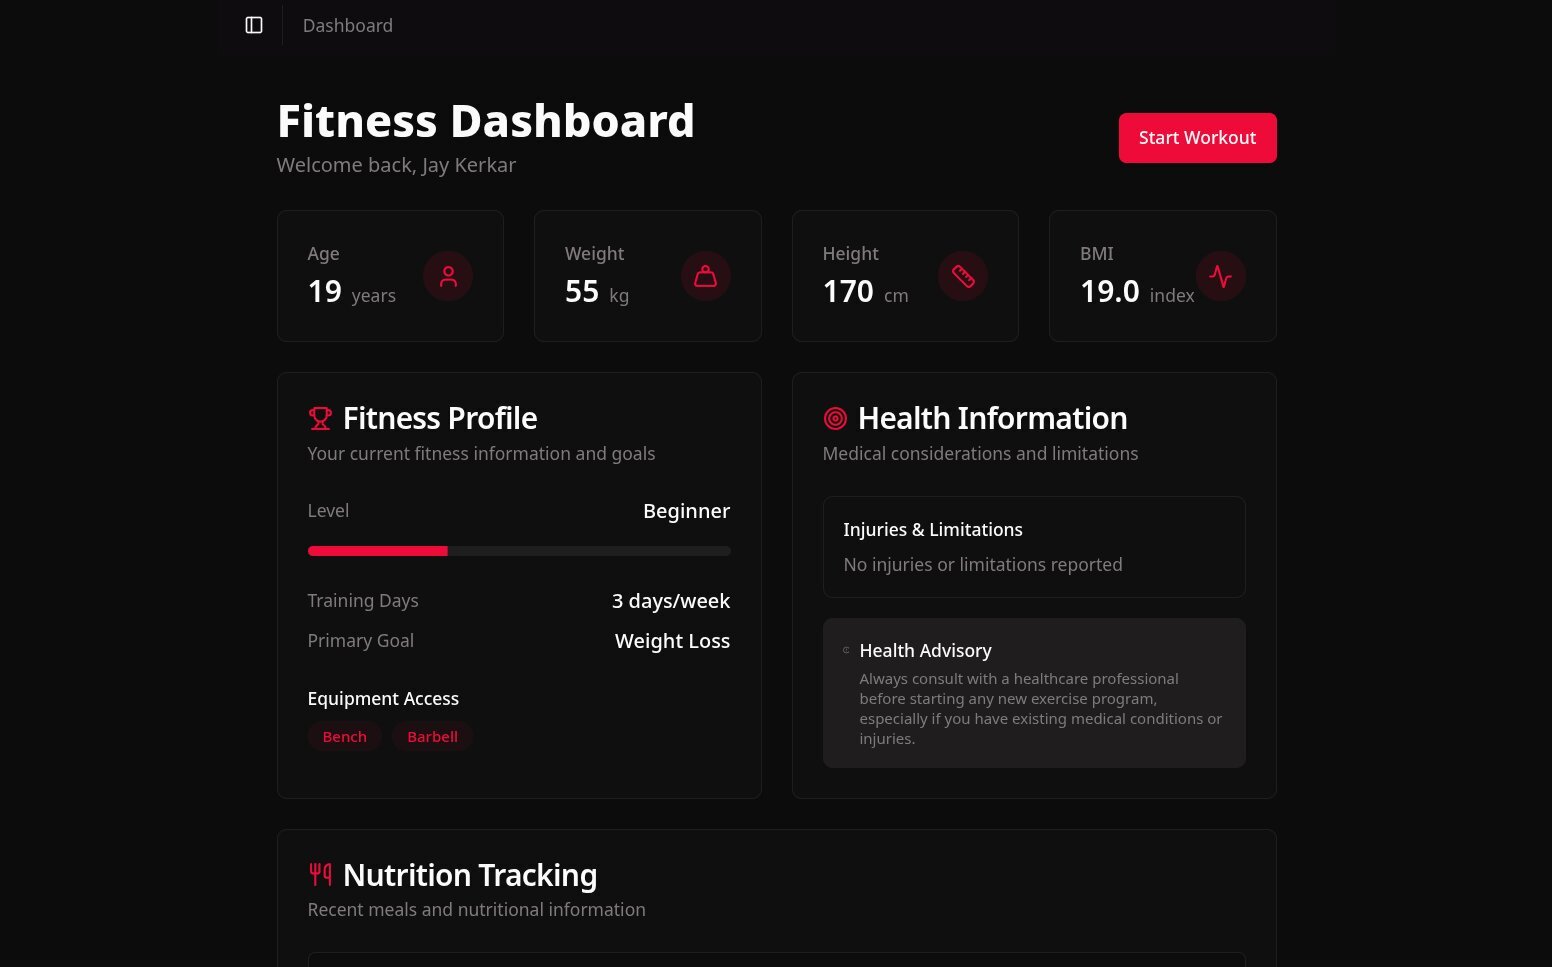 Dashboard
Fitness Dashboard
Welcome back, Jay Kerkar
Start Workout
Age
19 years
Weight
55 kg
Height
170 cm
BMI
19.0 index
Fitness Profile
Your current fitness information and goals
Level
Beginner
Training Days
3 days/week
Primary Goal
Weight Loss
Equipment Access
Bench
Barbell
Health Information
Medical considerations and limitations
Injuries & Limitations
No injuries or limitations reported
Health Advisory
Always consult with a healthcare professional
before starting any new exercise program,
especially if you have existing medical conditions or
injuries.
Nutrition Tracking
Recent meals and nutritional information